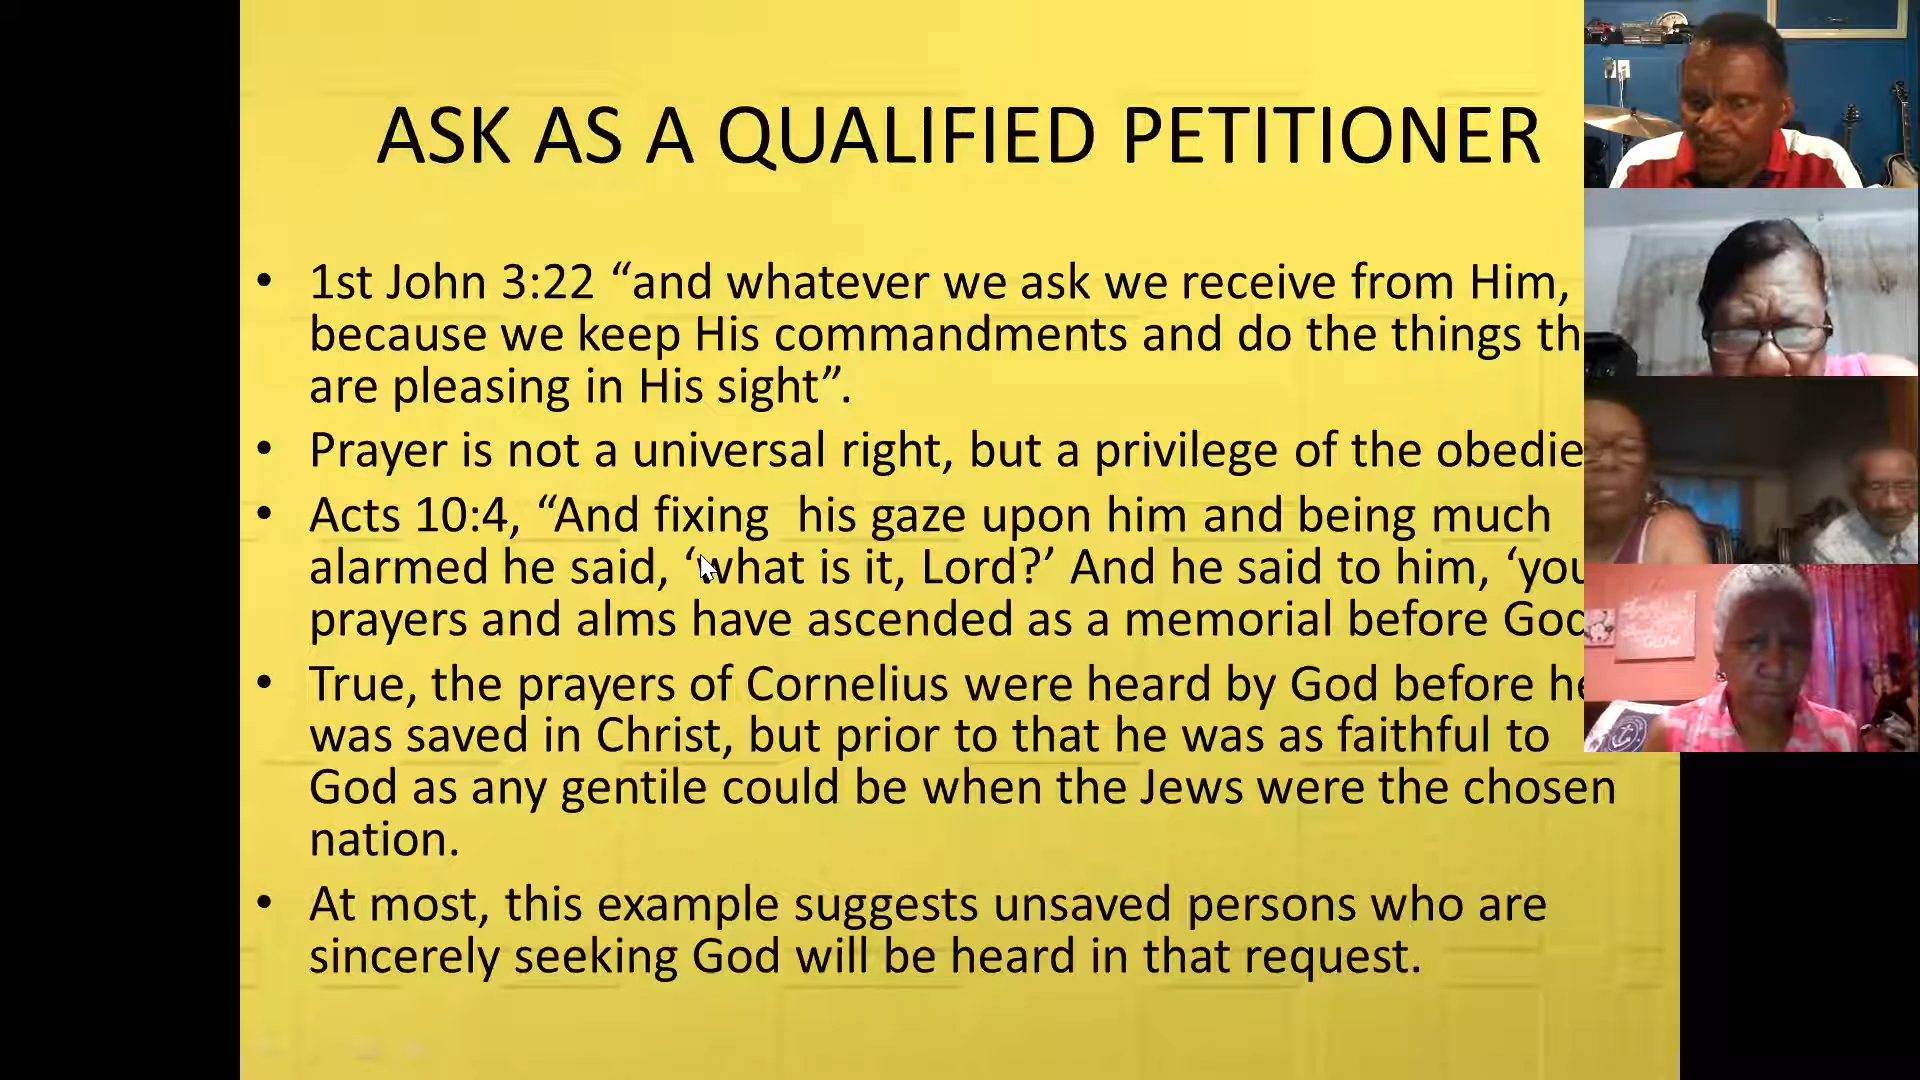 ASK AS A QUALIFIED PETITIONER
• 1st John 3:22 “and whatever we ask we receive from Him,
because we keep His commandments and do the things th
are pleasing in His sight”.
• Prayer is not a universal right, but a privilege of the obedie
• Acts 10:4, “And fixing his gaze upon him and being much
alarmed he said, ‘what is it, Lord?’ And he said to him, ‘you
prayers and alms have ascended as a memorial before God
• True, the prayers of Cornelius were heard by God before he
was saved in Christ, but prior to that he was as faithful to
God as any gentile could be when the Jews were the chosen
nation.
• At most, this example suggests unsaved persons who are
sincerely seeking God will be heard in that request.
GLOW